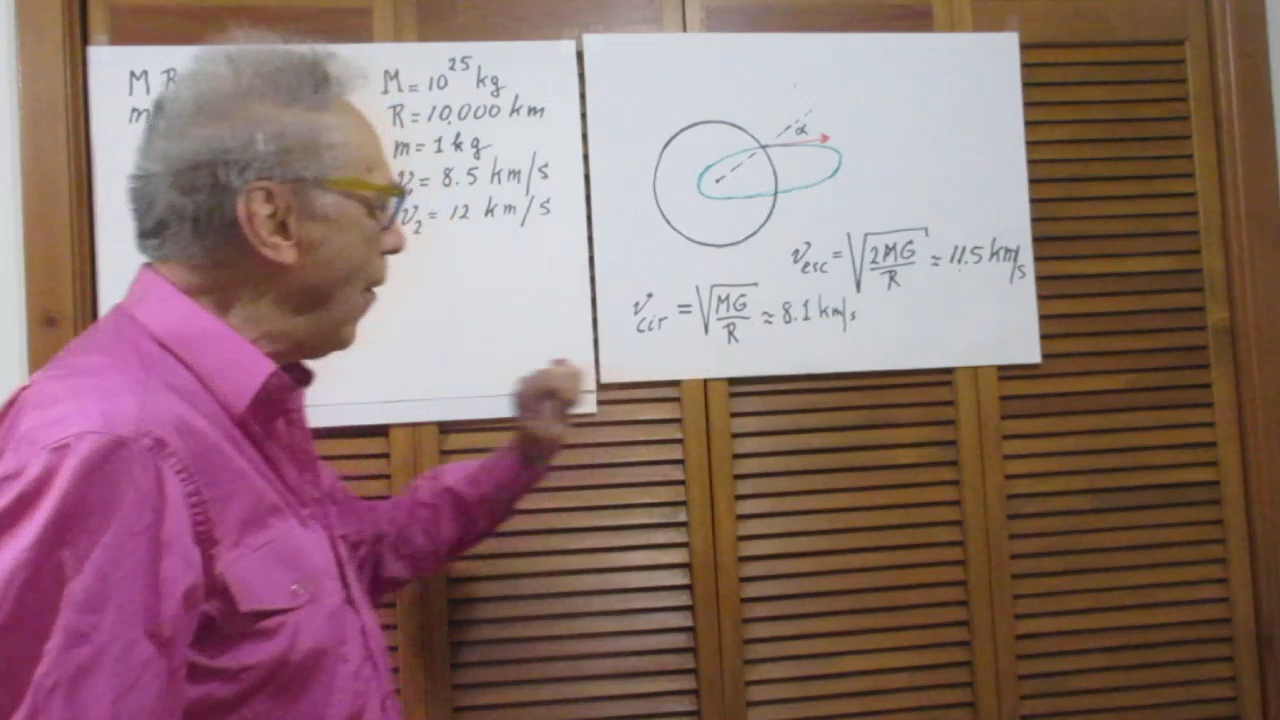 M R
m
M = 10^25 kg
R = 10,000 km
m = 1 kg
= 8.5 km/s
v_2 = 12 km/s
α
v_esc = √(2MG/R) ≈ 11.5 km/s
v_cir = √(MG/R) ≈ 8.1 km/s